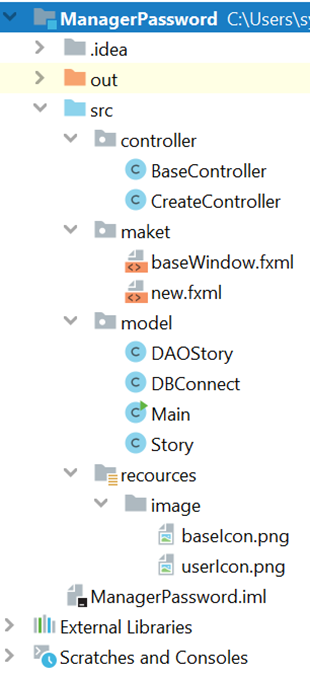 ManagerPassword C:\Users\sy
.idea
out
src
controller
BaseController
CreateController
maket
baseWindow.fxml
new.fxml
model
DAOStory
DBConnect
Main
Story
recources
image
baseIcon.png
userIcon.png
ManagerPassword.iml
External Libraries
Scratches and Consoles